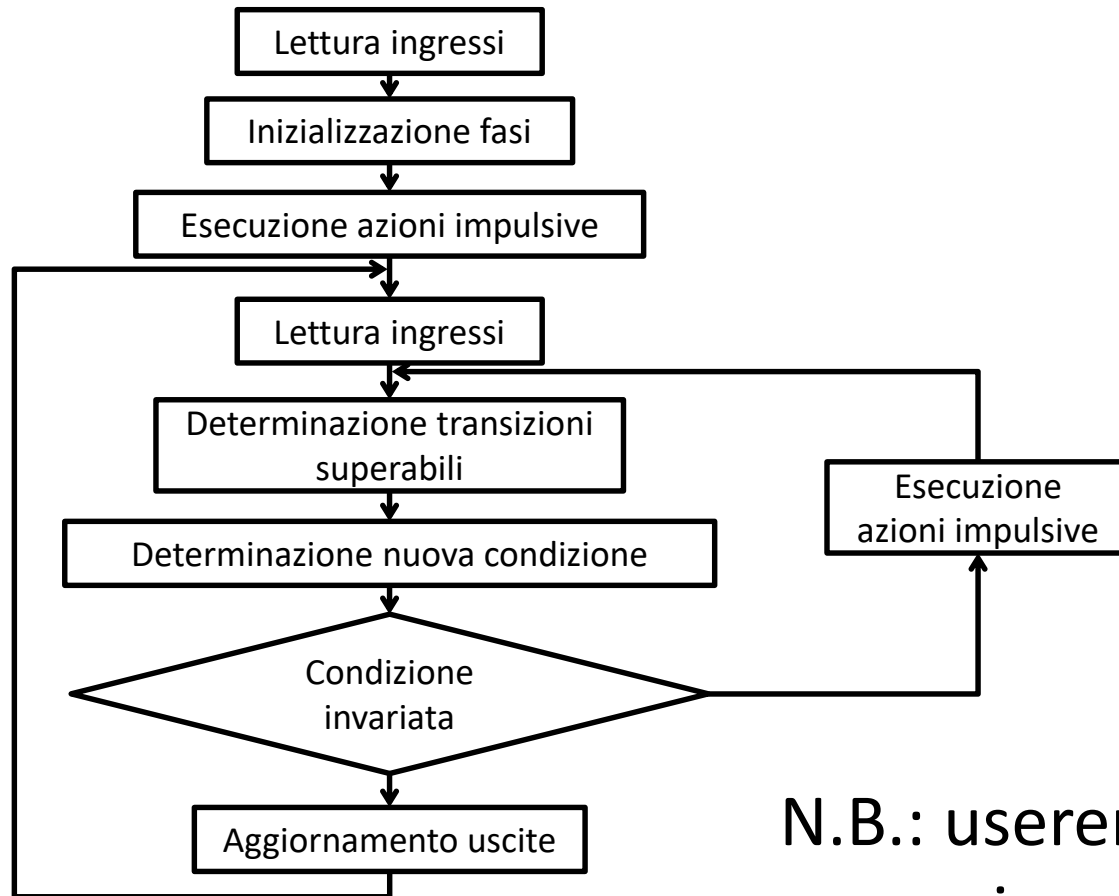 Lettura ingressi
Inizializzazione fasi
Esecuzione azioni impulsive
Lettura ingressi
Determinazione transizioni
superabili
Esecuzione
azioni impulsive
Determinazione nuova condizione
Condizione
invariata
Aggiornamento uscite
N.B.: